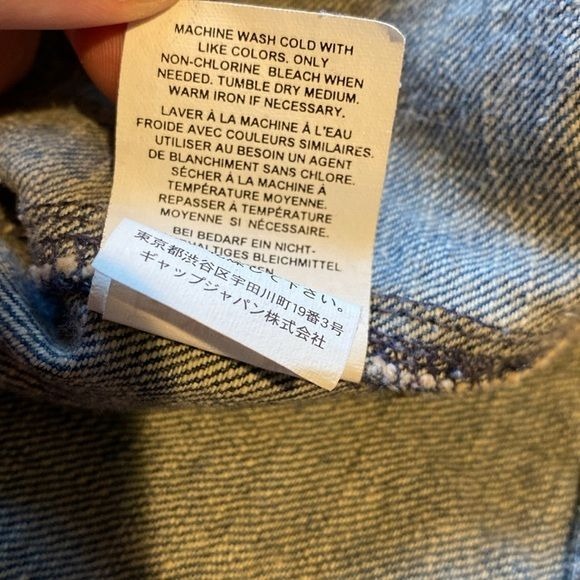 MACHINE WASH COLD WITH
LIKE COLORS. ONLY
NON-CHLORINE BLEACH WHEN
NEEDED. TUMBLE DRY MEDIUM.
WARM IRON IF NECESSARY.
LAVER À LA MACHINE À L'EAU
FROIDE AVEC COULEURS SIMILAIRES.
UTILISER AU BESOIN UN AGENT
DE BLANCHIMENT SANS CHLORE.
SÉCHER À LA MACHINE À
TEMPÉRATURE MOYENNE.
REPASSER À TEMPÉRATURE
MOYENNE SI NÉCESSAIRE.
BEI BEDARF EIN NICHT-
BLEICHMITTEL
下さい。
東京都渋谷区宇田川町19番3号
ギャップジャパン株式会社